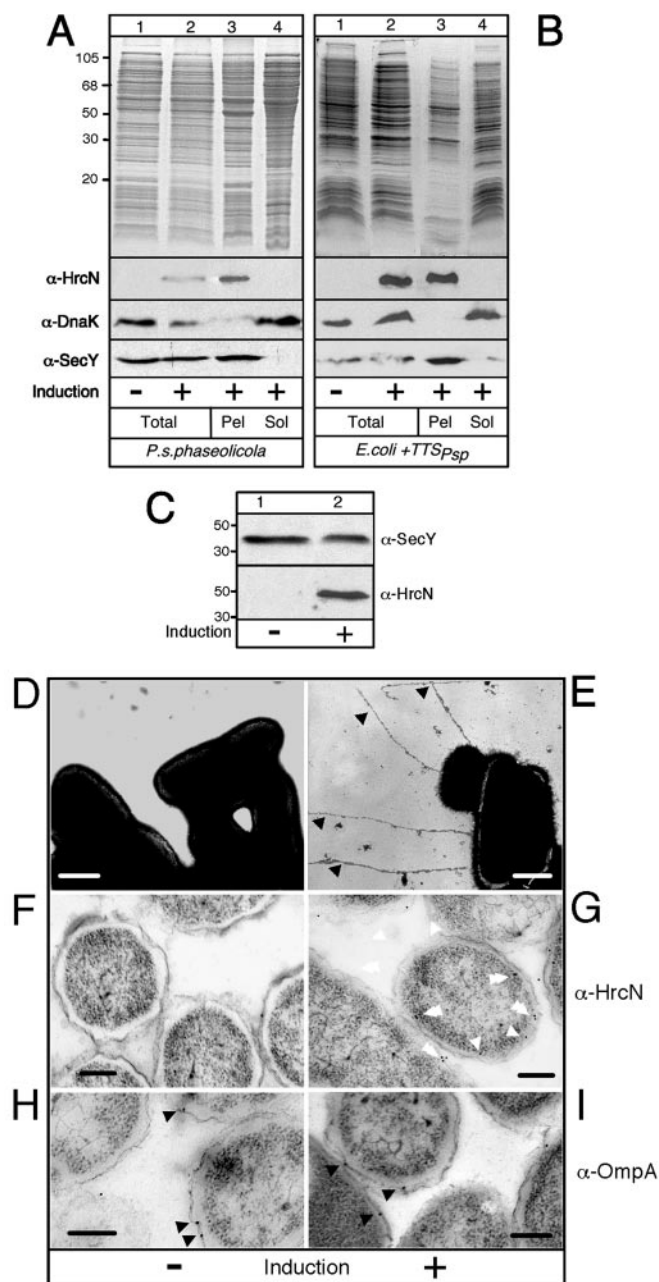 A 1 2 3 4 1 2 3 4 B
105
68
50
30
20
α-HrcN
α-DnaK
α-SecY
Induction - + + + - + + +
Total Pel Sol Total Pel Sol
P.s.phaseolicola E.coli +TTSPsp
C 1 2
50
30
α-SecY
50
30
α-HrcN
Induction - +
D E
F G
α-HrcN
H I
α-OmpA
- Induction +